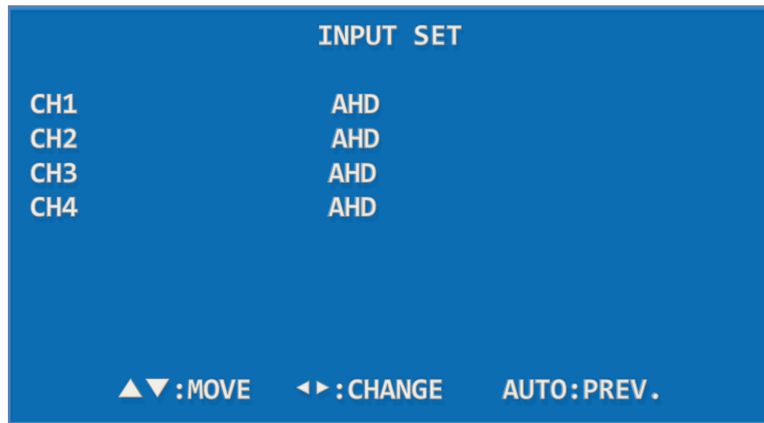 INPUT SET
CH1 AHD
CH2 AHD
CH3 AHD
CH4 AHD
▲▼:MOVE ◄►:CHANGE AUTO:PREV.